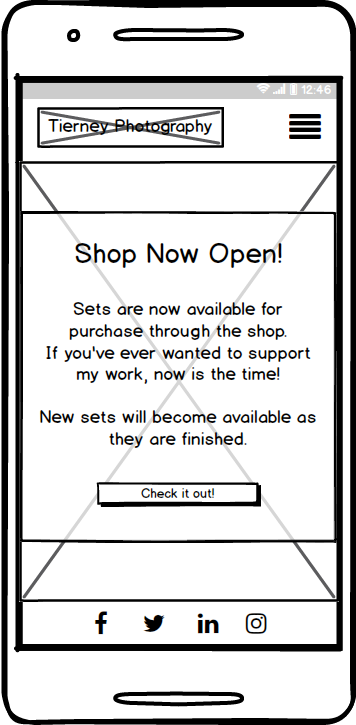 12:46
Tierney Photography
Shop Now Open!
Sets are now available for
purchase through the shop.
If you've ever wanted to support
my work, now is the time!
New sets will become available as
they are finished.
Check it out!